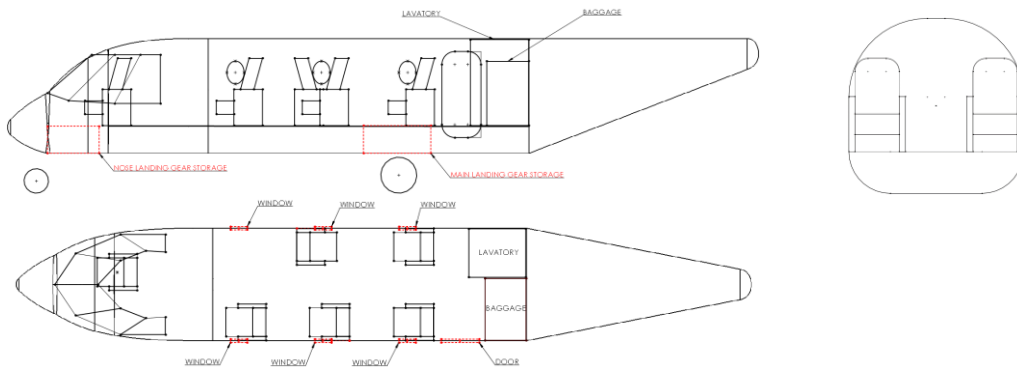 LAVATORY
BAGGAGE
NOSE LANDING GEAR STORAGE
MAIN LANDING GEAR STORAGE
WINDOW
WINDOW
WINDOW
LAVATORY
BAGGAGE
WINDOW
WINDOW
WINDOW
DOOR